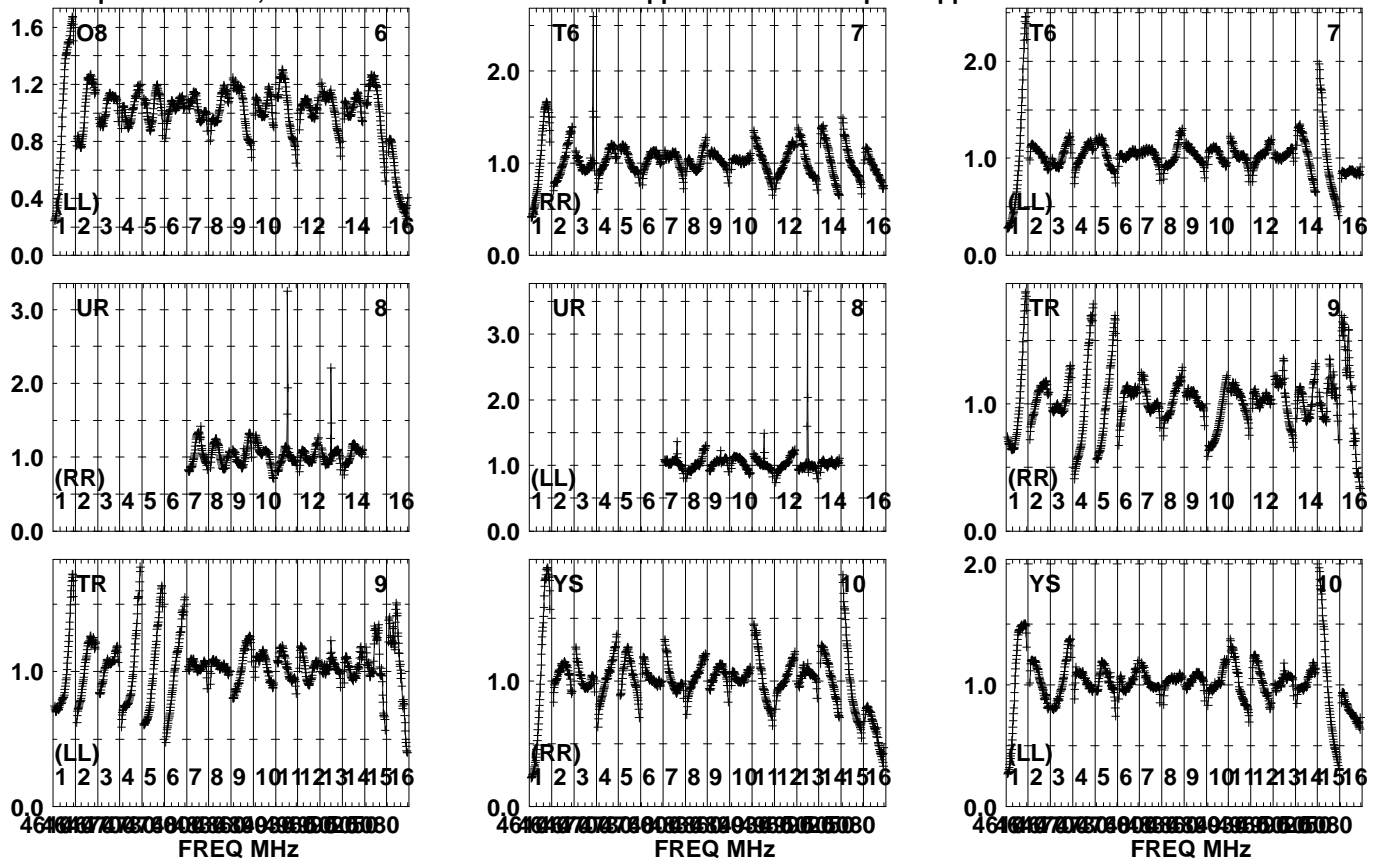 O8 6
1.6
1.2
0.8
0.4
0.0
(LL)
1 2 3 4 5 6 7 8 9 10 12 14 16
T6 7
2.0
1.0
0.0
(RR)
1 2 3 4 5 6 7 8 9 10 12 14 16
T6 7
2.0
1.0
0.0
(LL)
1 2 3 4 5 6 7 8 9 10 12 14 16
UR 8
3.0
2.0
1.0
0.0
(RR)
1 2 3 4 5 6 7 8 9 10 12 14 16
UR 8
3.0
2.0
1.0
0.0
(LL)
1 2 3 4 5 6 7 8 9 10 12 14 16
TR 9
1.0
0.0
(RR)
1 2 3 4 5 6 7 8 9 10 12 14 16
TR 9
1.0
0.0
(LL)
1 2 3 4 5 6 7 8 9 10 11 12 13 14 15 16
FREQ MHz
YS 10
1.0
0.0
(RR)
1 2 3 4 5 6 7 8 9 10 11 12 13 14 15 16
FREQ MHz
YS 10
2.0
1.0
0.0
(LL)
1 2 3 4 5 6 7 8 9 10 11 12 13 14 15 16
FREQ MHz